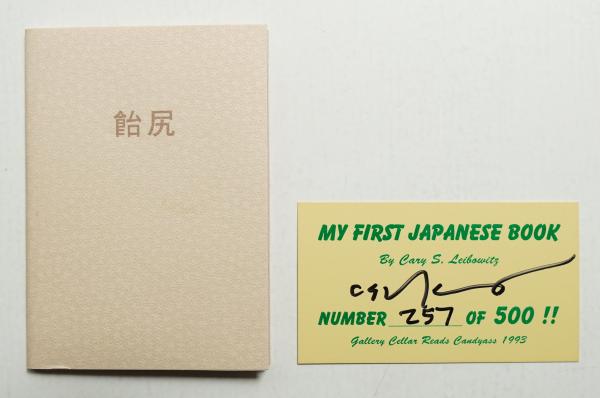 飴尻
MY FIRST JAPANESE BOOK
By Cary S. Leibowitz
NUMBER 257 OF 500 !!
Gallery Cellar Reads Candyass 1993